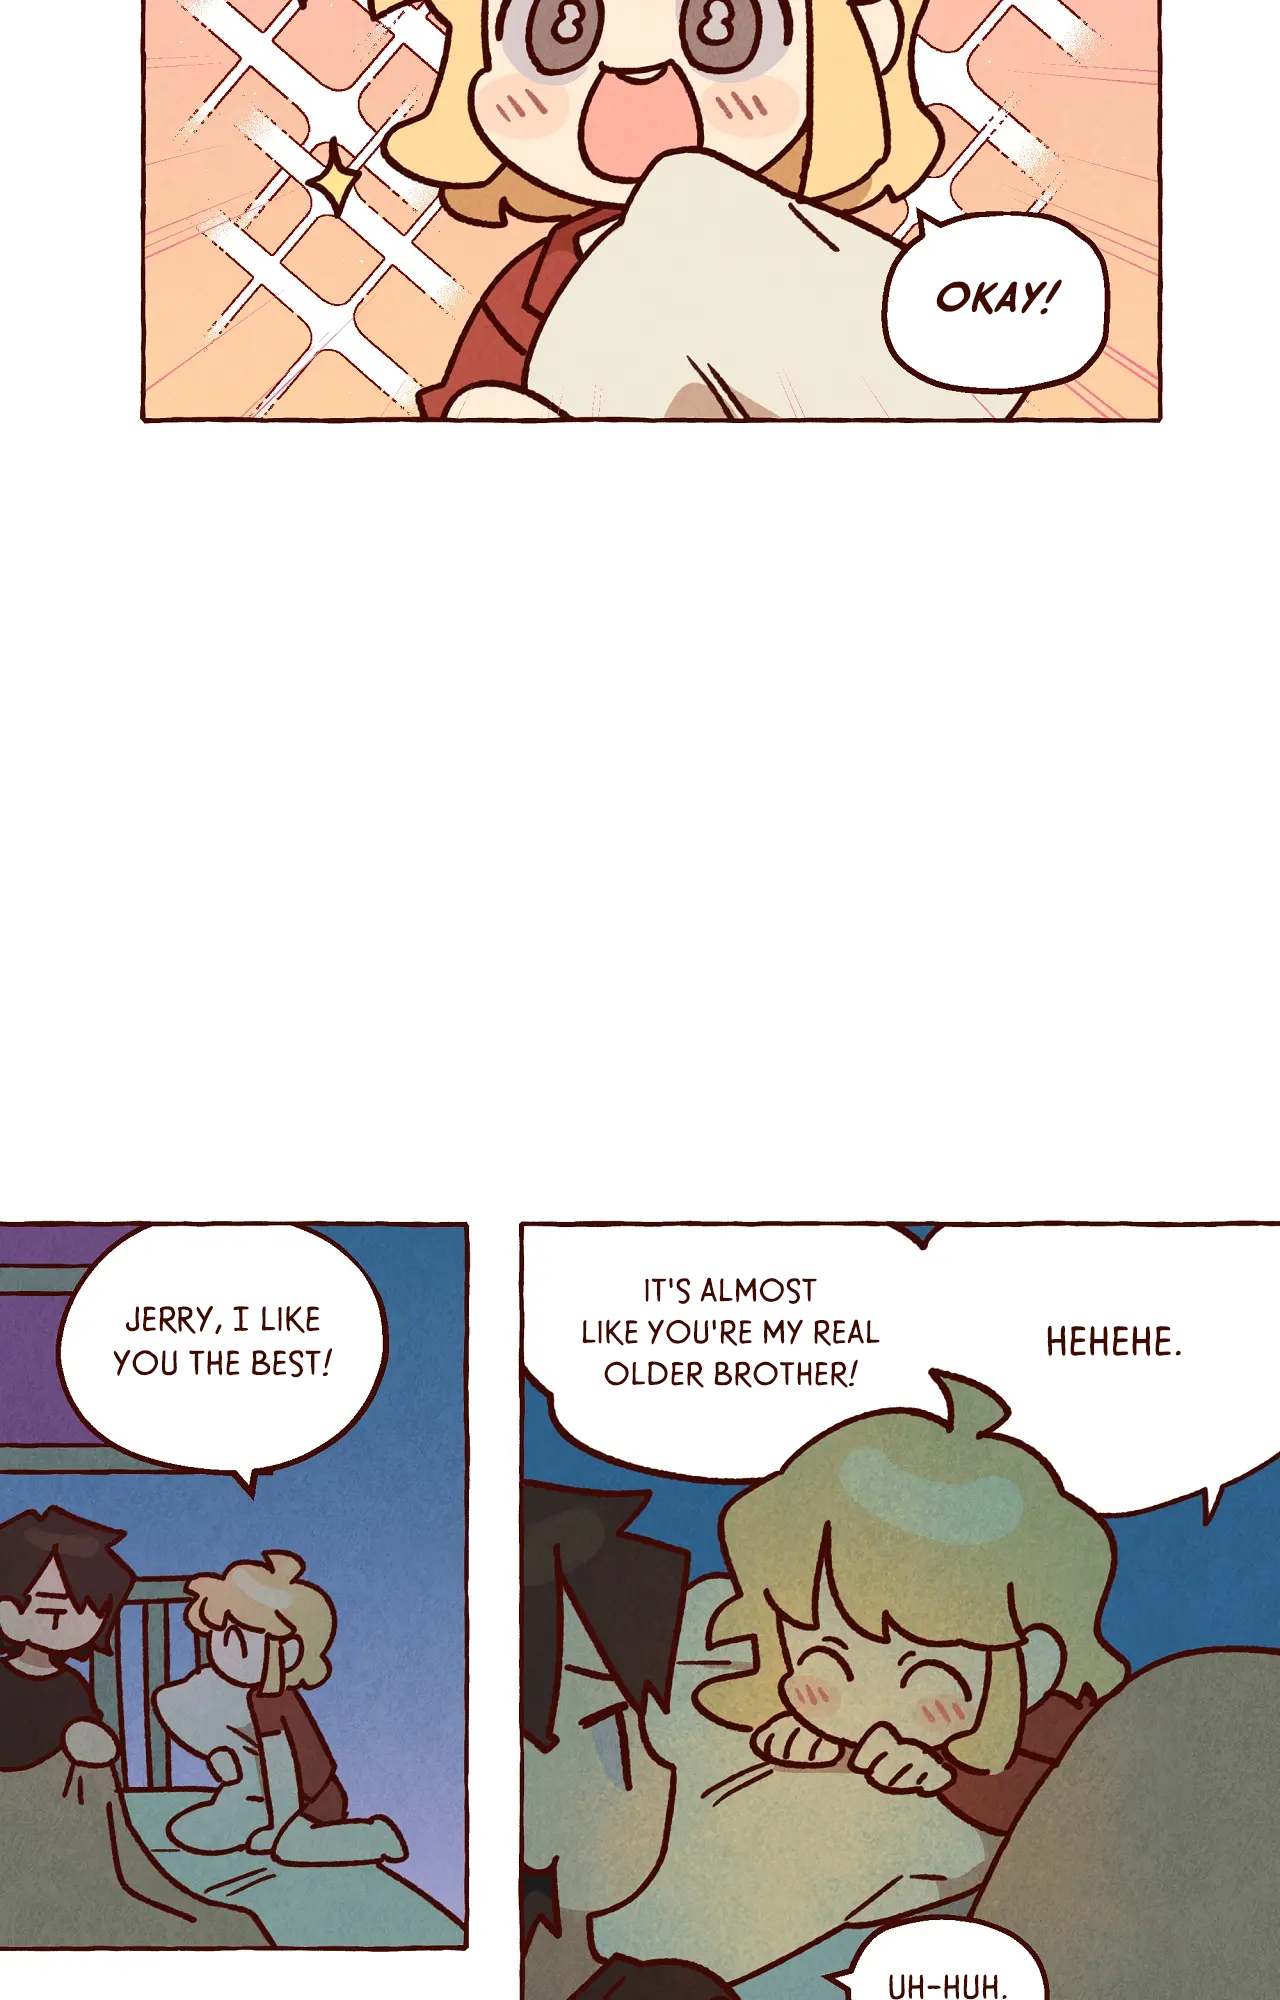 OKAY!
JERRY, I LIKE
YOU THE BEST!
IT'S ALMOST
LIKE YOU'RE MY REAL
OLDER BROTHER!
HEHEHE.
UH-HUH.